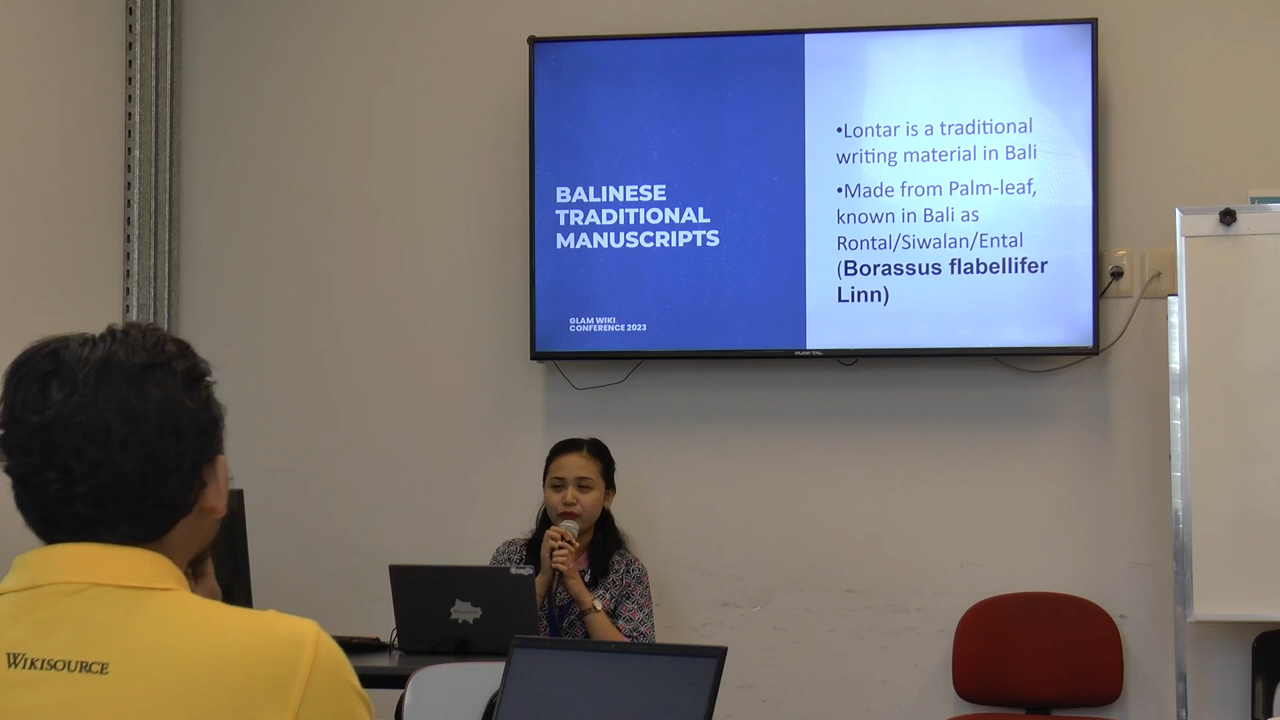 BALINESE
TRADITIONAL
MANUSCRIPTS
GLAM WIKI
CONFERENCE 2023
•Lontar is a traditional
writing material in Bali
•Made from Palm-leaf,
known in Bali as
Rontal/Siwalan/Ental
(Borassus flabellifer
Linn)
Google
WIKISOURCE